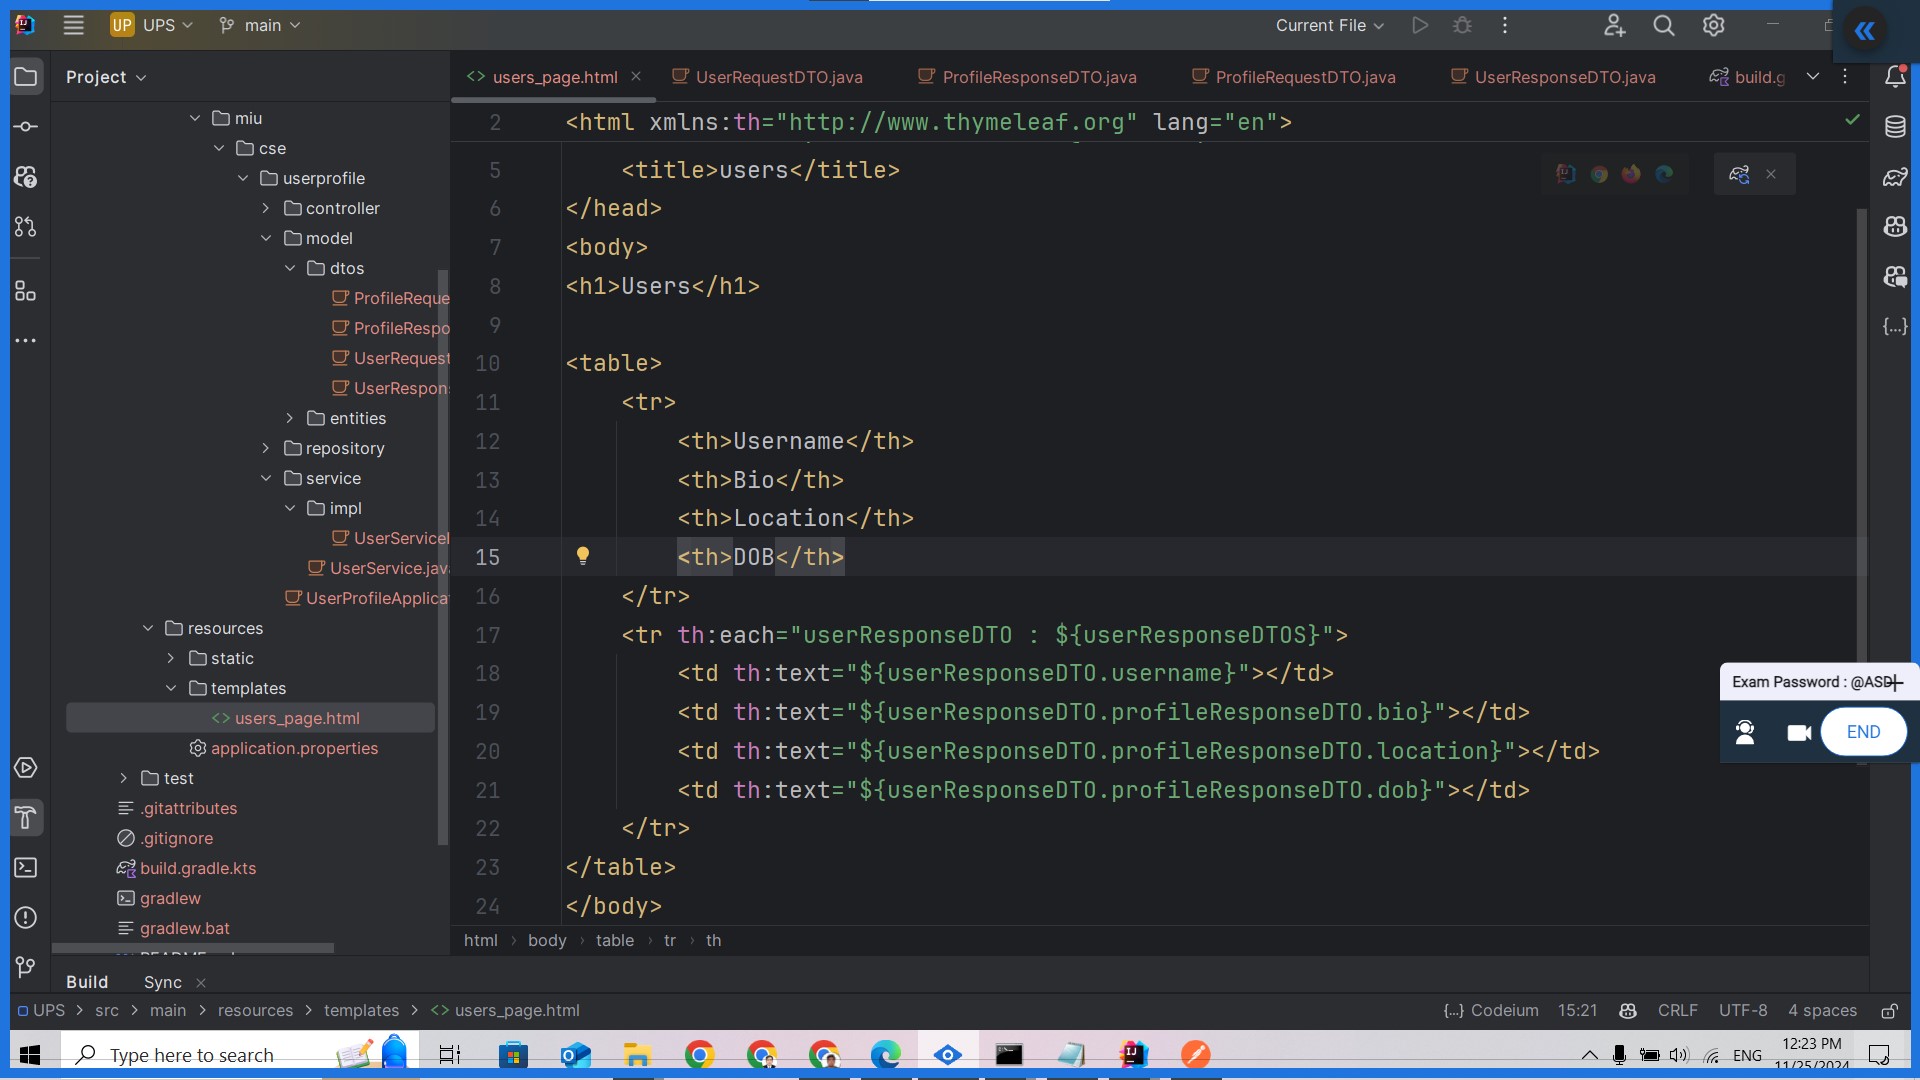 UP UPS main Current File
Project
users_page.html UserRequestDTO.java ProfileResponseDTO.java ProfileRequestDTO.java UserResponseDTO.java build.g
miu
cse
userprofile
controller
model
dtos
ProfileReque
ProfileRespo
UserRequest
UserRespon
entities
repository
service
impl
UserServiceI
UserService.jav
UserProfileApplica
resources
static
templates
users_page.html
application.properties
test
.gitattributes
.gitignore
build.gradle.kts
gradlew
gradlew.bat
2 <html xmlns:th="http://www.thymeleaf.org" lang="en">
5 <title>users</title>
6 </head>
7 <body>
8 <h1>Users</h1>
9
10 <table>
11 <tr>
12 <th>Username</th>
13 <th>Bio</th>
14 <th>Location</th>
15 <th>DOB</th>
16 </tr>
17 <tr th:each="userResponseDTO : ${userResponseDTOS}">
18 <td th:text="${userResponseDTO.username}"></td>
19 <td th:text="${userResponseDTO.profileResponseDTO.bio}"></td>
20 <td th:text="${userResponseDTO.profileResponseDTO.location}"></td>
21 <td th:text="${userResponseDTO.profileResponseDTO.dob}"></td>
22 </tr>
23 </table>
24 </body>
html › body › table › tr › th
Exam Password : @ASD
END
Build Sync
UPS > src > main > resources > templates > users_page.html
{...} Codeium 15:21 CRLF UTF-8 4 spaces
Type here to search
ENG 12:23 PM
11/25/2024